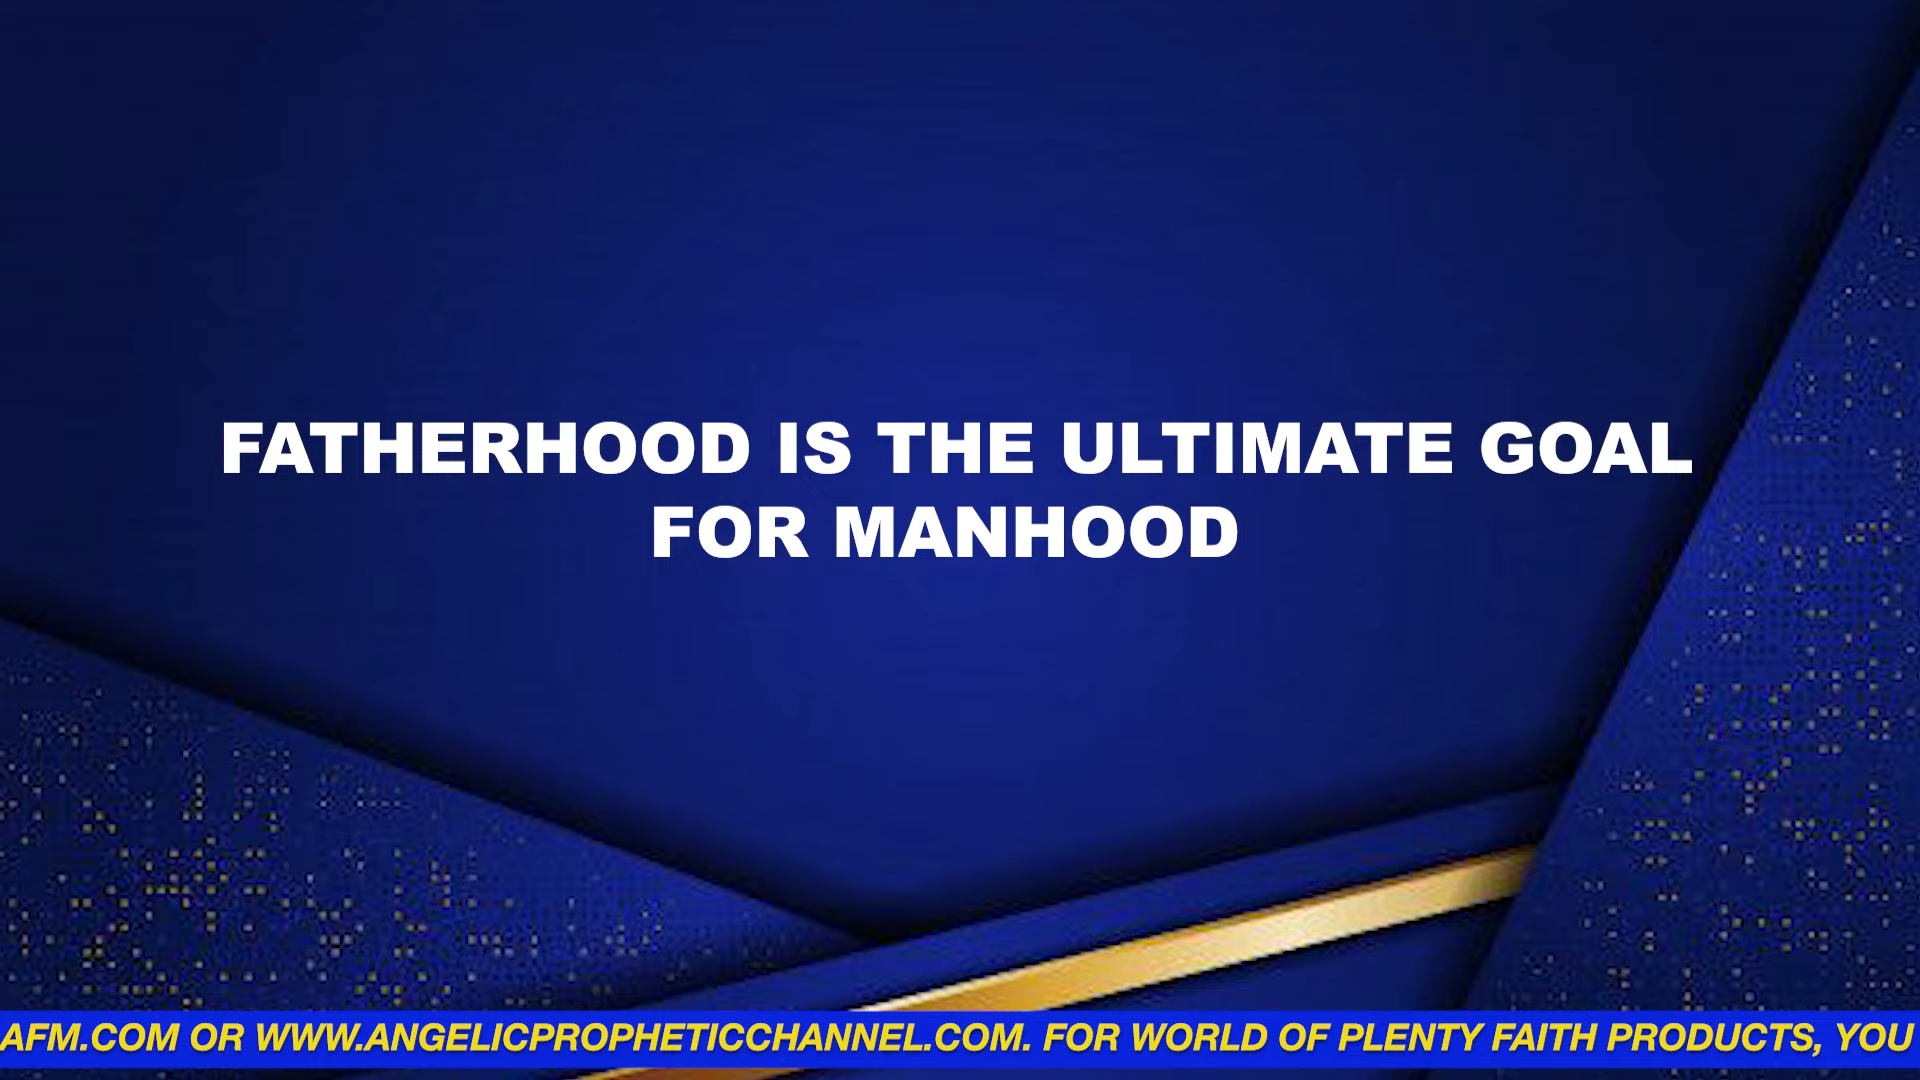 FATHERHOOD IS THE ULTIMATE GOAL
FOR MANHOOD
AFM.COM OR WWW.ANGELICPROPHETICCHANNEL.COM. FOR WORLD OF PLENTY FAITH PRODUCTS, YOU